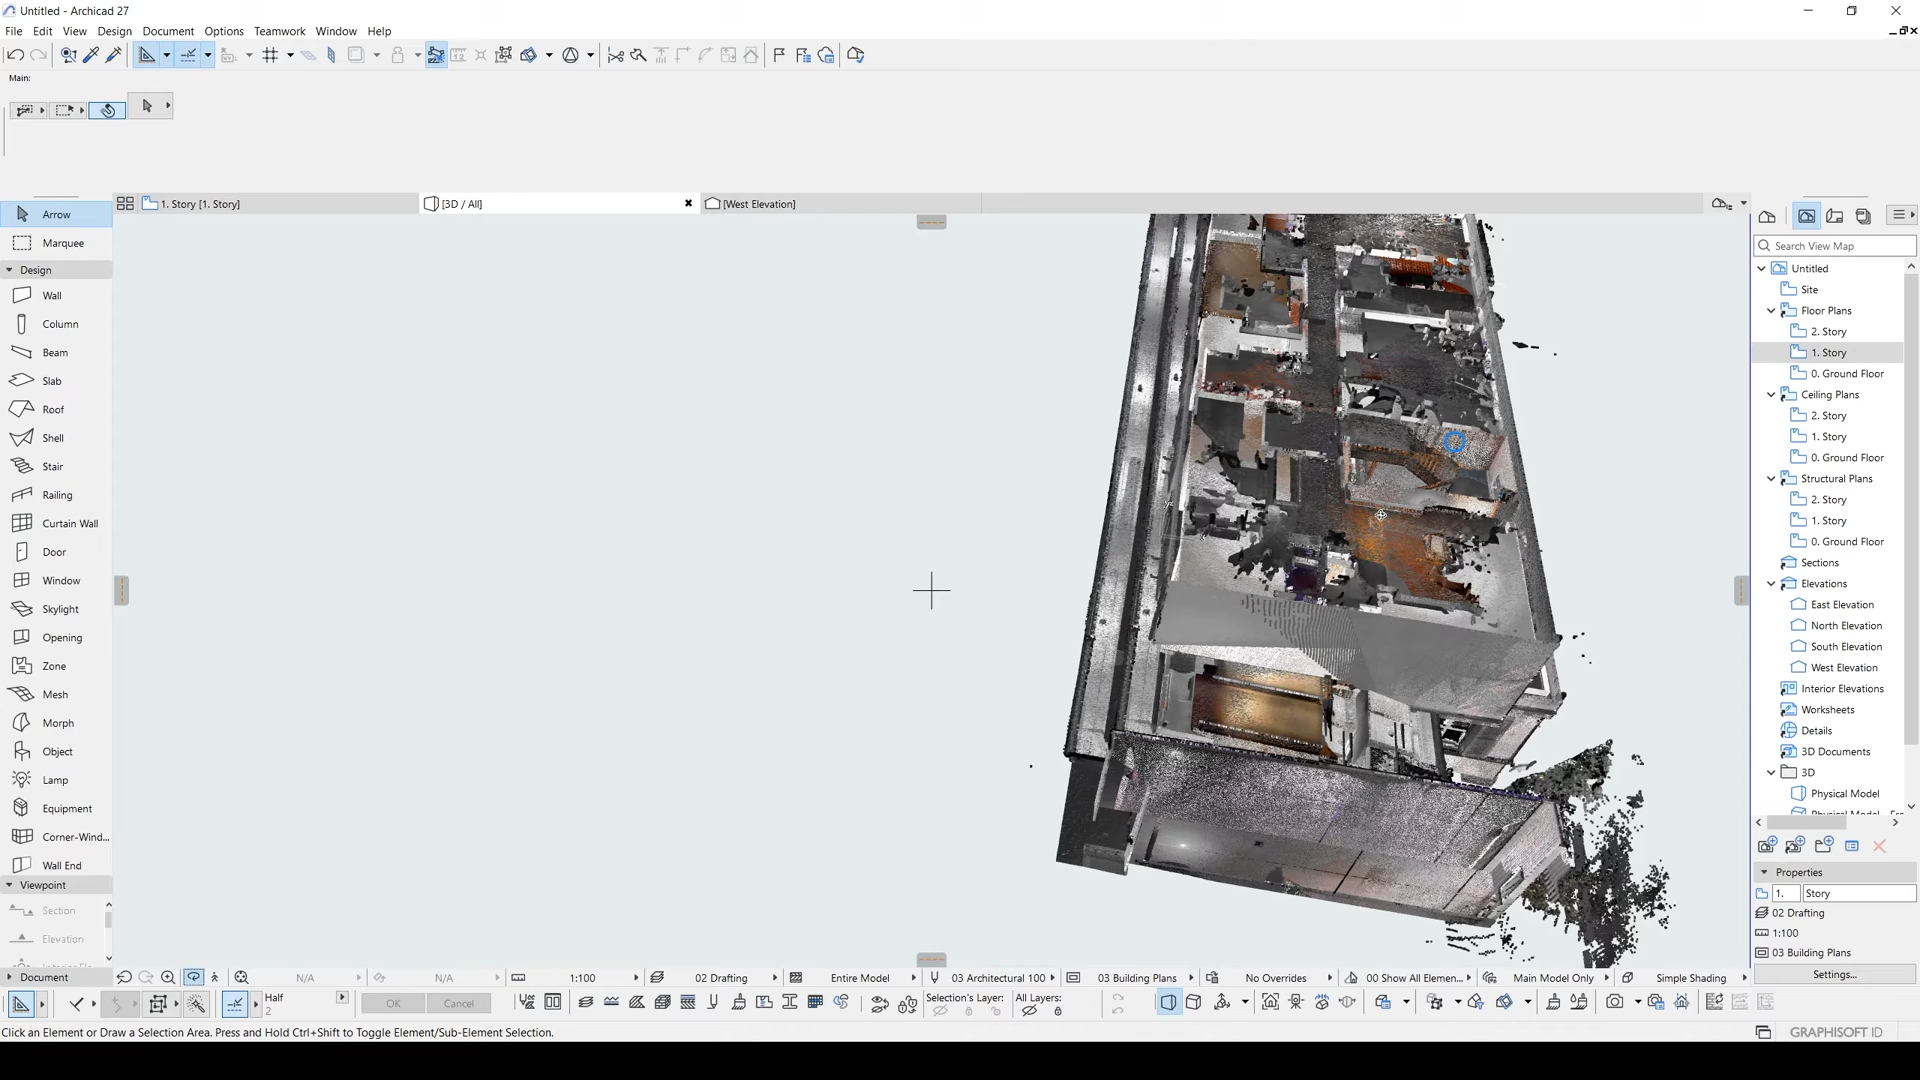 Untitled - Archicad 27
File Edit View Design Document Options Teamwork Window Help
Main:
1. Story [1. Story]
[3D / All]
[West Elevation]
Arrow
Marquee
Design
Wall
Column
Beam
Slab
Roof
Shell
Stair
Railing
Curtain Wall
Door
Window
Skylight
Opening
Zone
Mesh
Morph
Object
Lamp
Equipment
Corner-Wind...
Wall End
Viewpoint
Section
Elevation
Document
Search View Map
Untitled
Site
Floor Plans
2. Story
1. Story
0. Ground Floor
Ceiling Plans
2. Story
1. Story
0. Ground Floor
Structural Plans
2. Story
1. Story
0. Ground Floor
Sections
Elevations
East Elevation
North Elevation
South Elevation
West Elevation
Interior Elevations
Worksheets
Details
3D Documents
3D
Physical Model
Properties
1. Story
02 Drafting
1:100
03 Building Plans
Settings...
N/A N/A 1:100 02 Drafting Entire Model 03 Architectural 100 03 Building Plans No Overrides 00 Show All Elemen... Main Model Only Simple Shading
Half
2
OK Cancel
Selection's Layer: All Layers:
Click an Element or Draw a Selection Area. Press and Hold Ctrl+Shift to Toggle Element/Sub-Element Selection.
GRAPHISOFT ID